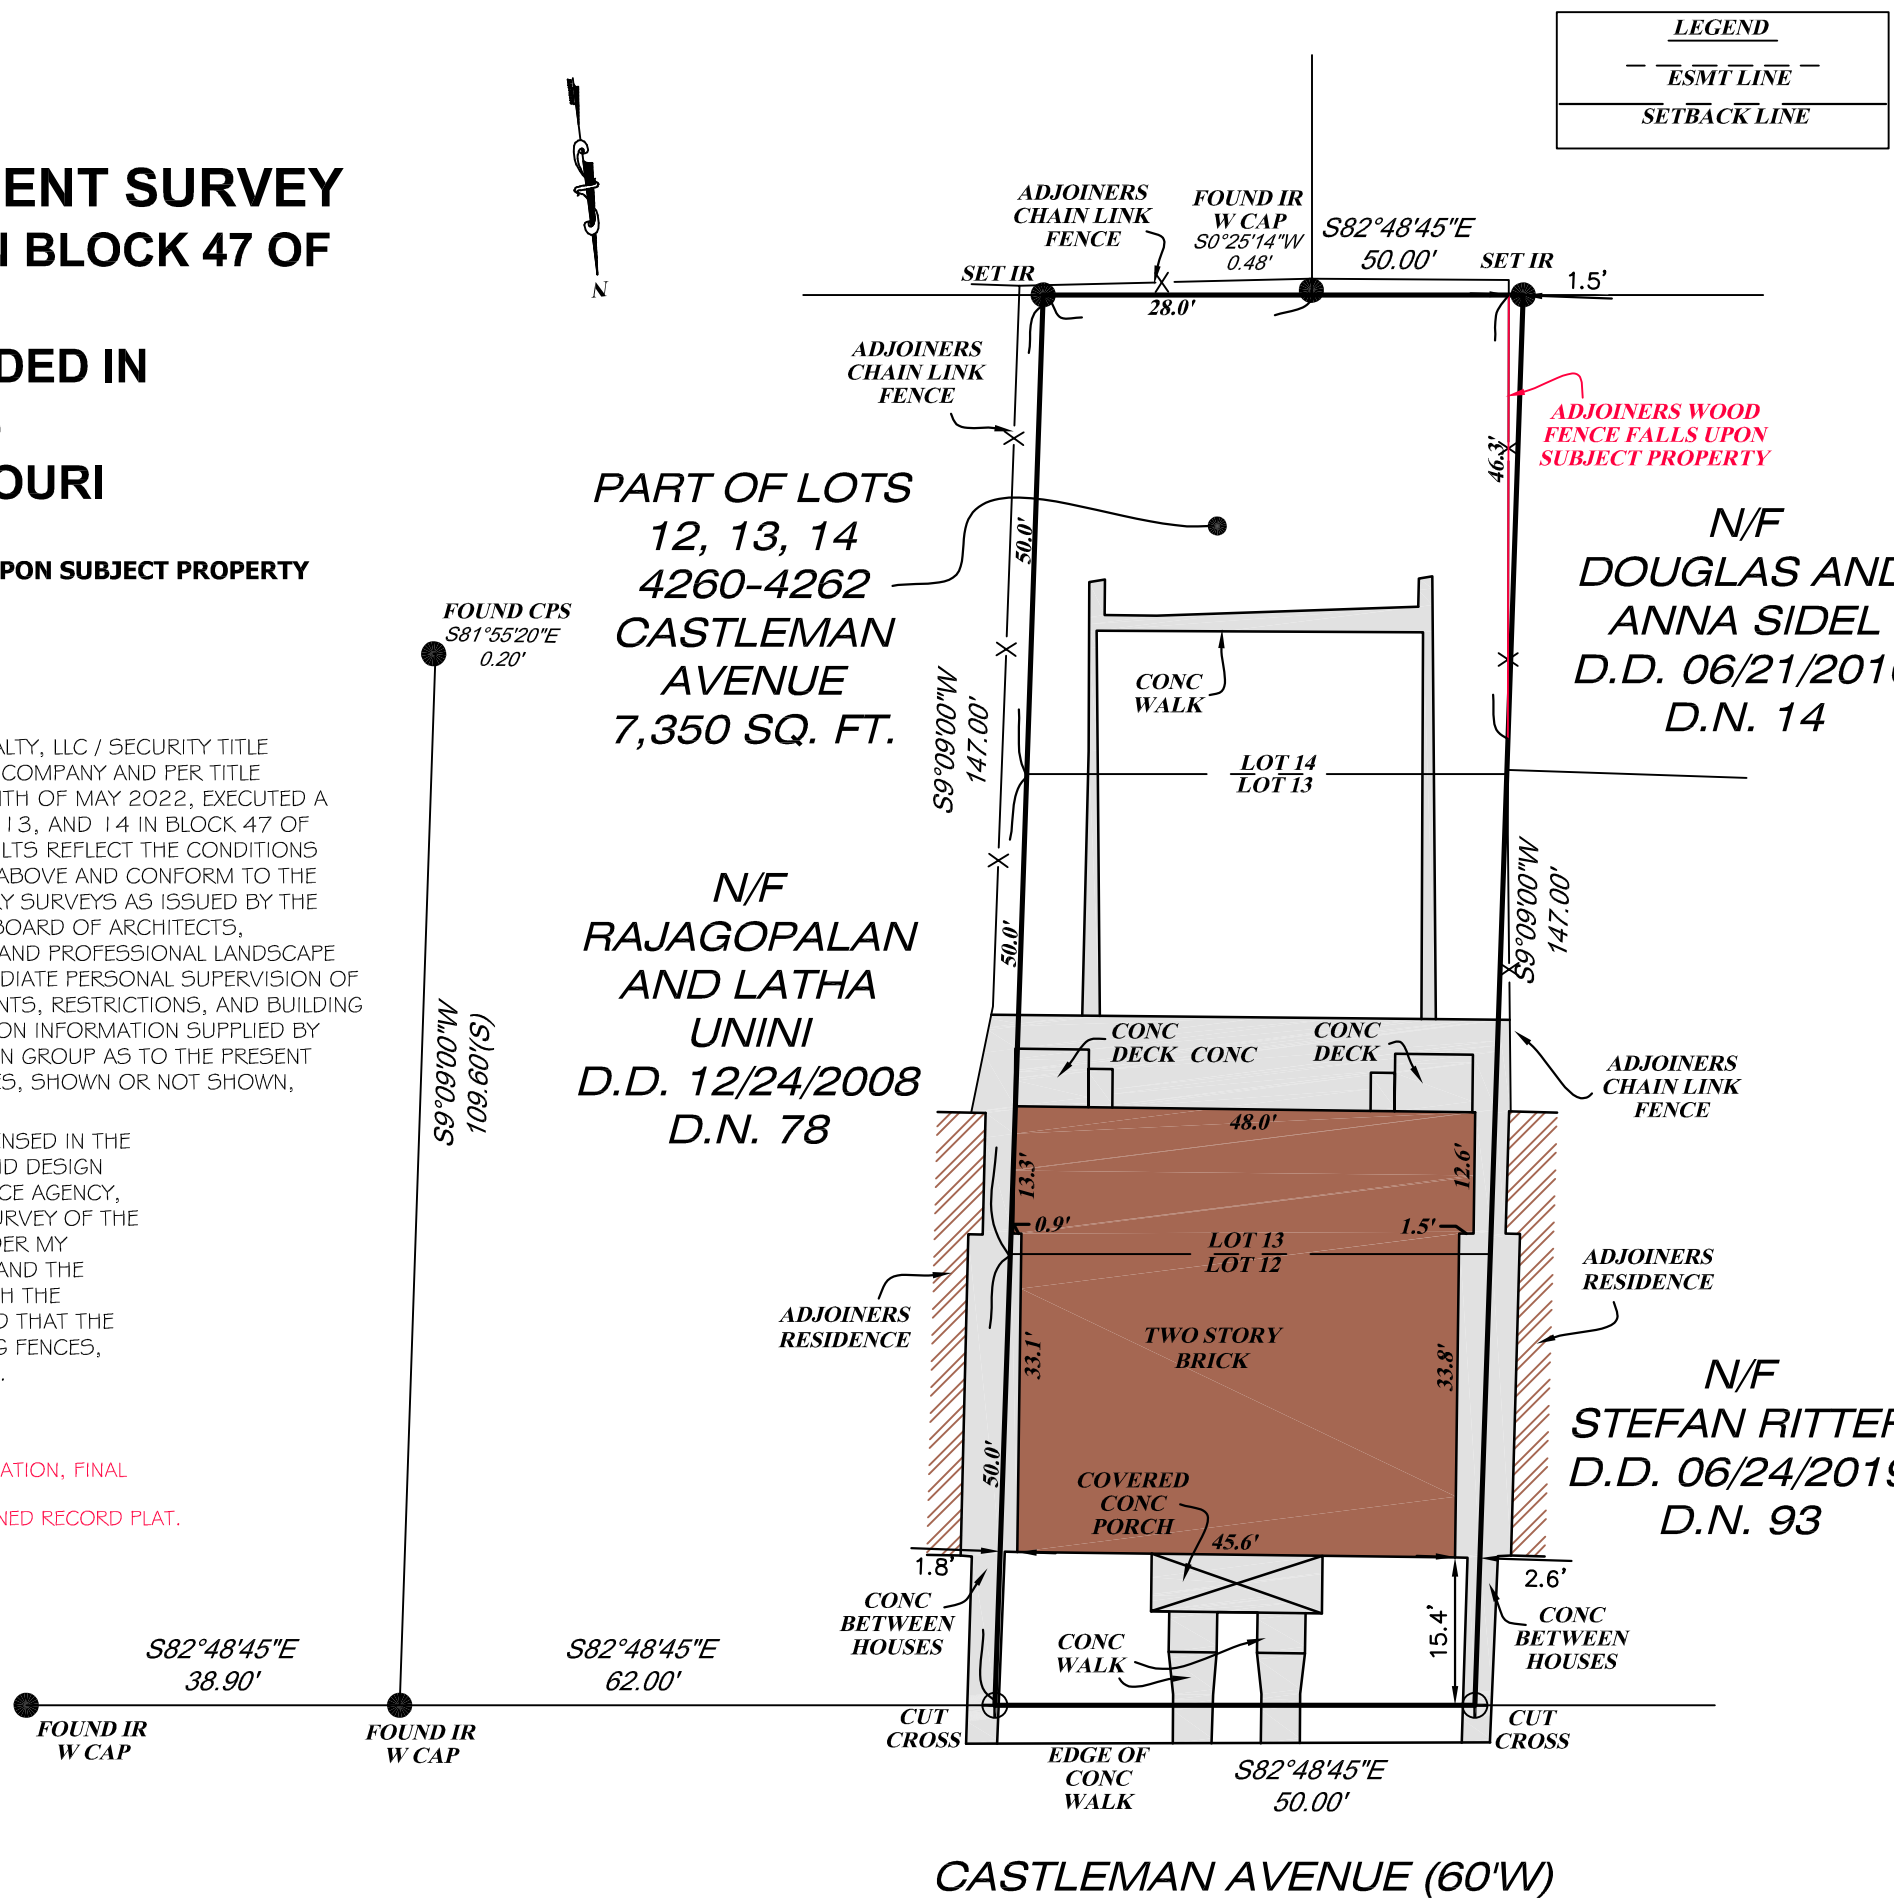 LEGEND
ESMT LINE
SETBACK LINE
ENT SURVEY
N BLOCK 47 OF
DED IN
OURI
PON SUBJECT PROPERTY
N
ADJOINERS
CHAIN LINK
FENCE
FOUND IR
W CAP
S0°25'14"W
0.48'
S82°48'45"E
50.00'
SET IR
SET IR
1.5'
28.0'
ADJOINERS
CHAIN LINK
FENCE
ADJOINERS WOOD
FENCE FALLS UPON
SUBJECT PROPERTY
46.3'
PART OF LOTS
12, 13, 14
4260-4262
CASTLEMAN
AVENUE
7,350 SQ. FT.
50.0'
N/F
DOUGLAS AND
ANNA SIDEL
D.D. 06/21/2016
D.N. 14
FOUND CPS
S81°55'20"E
0.20'
CONC
WALK
S6°09'00"W
147.00'
LOT 14
LOT 13
ALTY, LLC / SECURITY TITLE
COMPANY AND PER TITLE
TH OF MAY 2022, EXECUTED A
13, AND 14 IN BLOCK 47 OF
LTS REFLECT THE CONDITIONS
ABOVE AND CONFORM TO THE
RY SURVEYS AS ISSUED BY THE
BOARD OF ARCHITECTS,
AND PROFESSIONAL LANDSCAPE
DIATE PERSONAL SUPERVISION OF
NTS, RESTRICTIONS, AND BUILDING
ON INFORMATION SUPPLIED BY
N GROUP AS TO THE PRESENT
ES, SHOWN OR NOT SHOWN,
ENSED IN THE
ND DESIGN
CE AGENCY,
URVEY OF THE
DER MY
AND THE
H THE
D THAT THE
G FENCES,
.
ATION, FINAL
NED RECORD PLAT.
S6°09'00"W
109.60'(S)
N/F
RAJAGOPALAN
AND LATHA
UNINI
D.D. 12/24/2008
D.N. 78
50.0'
S6°09'00"W
147.00'
CONC
DECK
CONC
CONC
DECK
ADJOINERS
CHAIN LINK
FENCE
48.0'
13.3'
12.6'
0.9'
1.5'
LOT 13
LOT 12
ADJOINERS
RESIDENCE
ADJOINERS
RESIDENCE
TWO STORY
BRICK
33.1'
33.8'
N/F
STEFAN RITTER
D.D. 06/24/2019
D.N. 93
50.0'
COVERED
CONC
PORCH
45.6'
1.8'
2.6'
15.4'
CONC
BETWEEN
HOUSES
CONC
WALK
CONC
BETWEEN
HOUSES
S82°48'45"E
38.90'
S82°48'45"E
62.00'
FOUND IR
W CAP
FOUND IR
W CAP
CUT
CROSS
CUT
CROSS
EDGE OF
CONC
WALK
S82°48'45"E
50.00'
CASTLEMAN AVENUE (60'W)